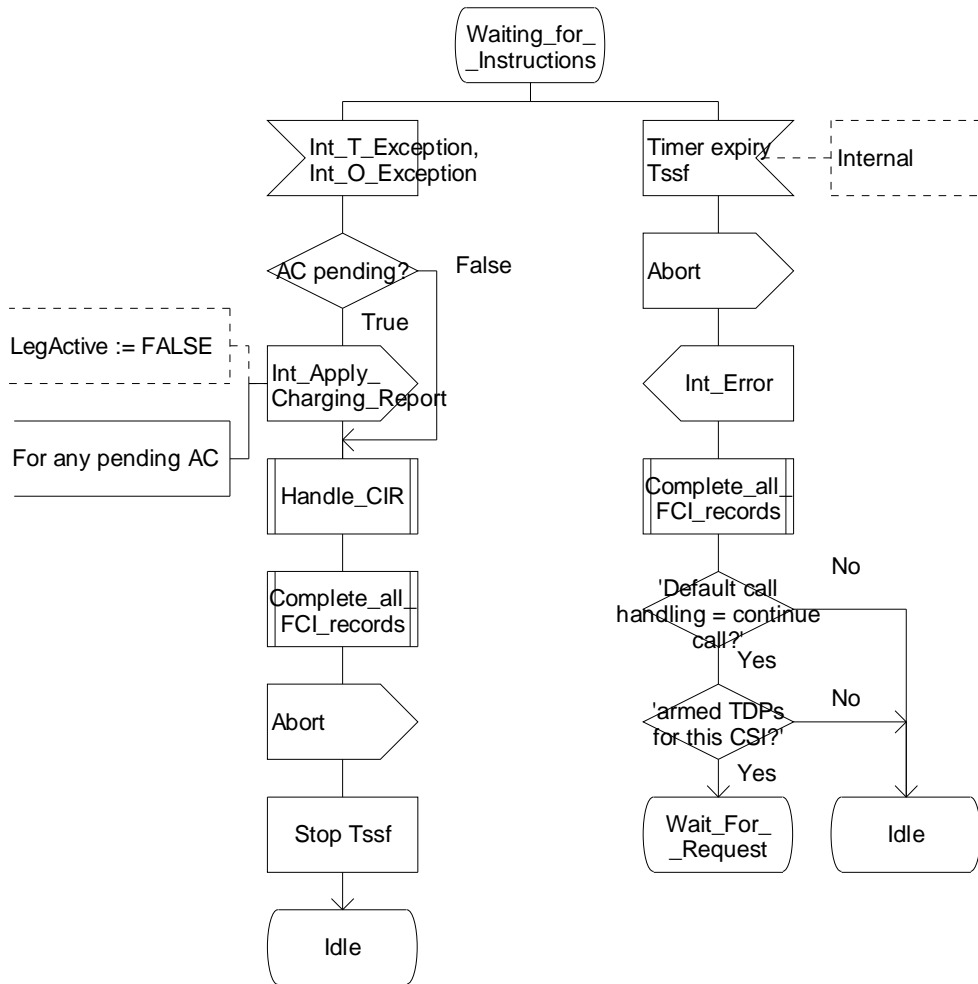 Waiting_for_
_Instructions
Int_T_Exception,
Int_O_Exception
Timer expiry
Tssf
Internal
AC pending?
False
True
Abort
LegActive := FALSE
Int_Apply_
Charging_Report
Int_Error
For any pending AC
Handle_CIR
Complete_all_
FCI_records
No
Complete_all_
FCI_records
'Default call
handling = continue
call?'
Yes
Abort
'armed TDPs
for this CSI?'
No
Yes
Stop Tssf
Wait_For_
_Request
Idle
Idle